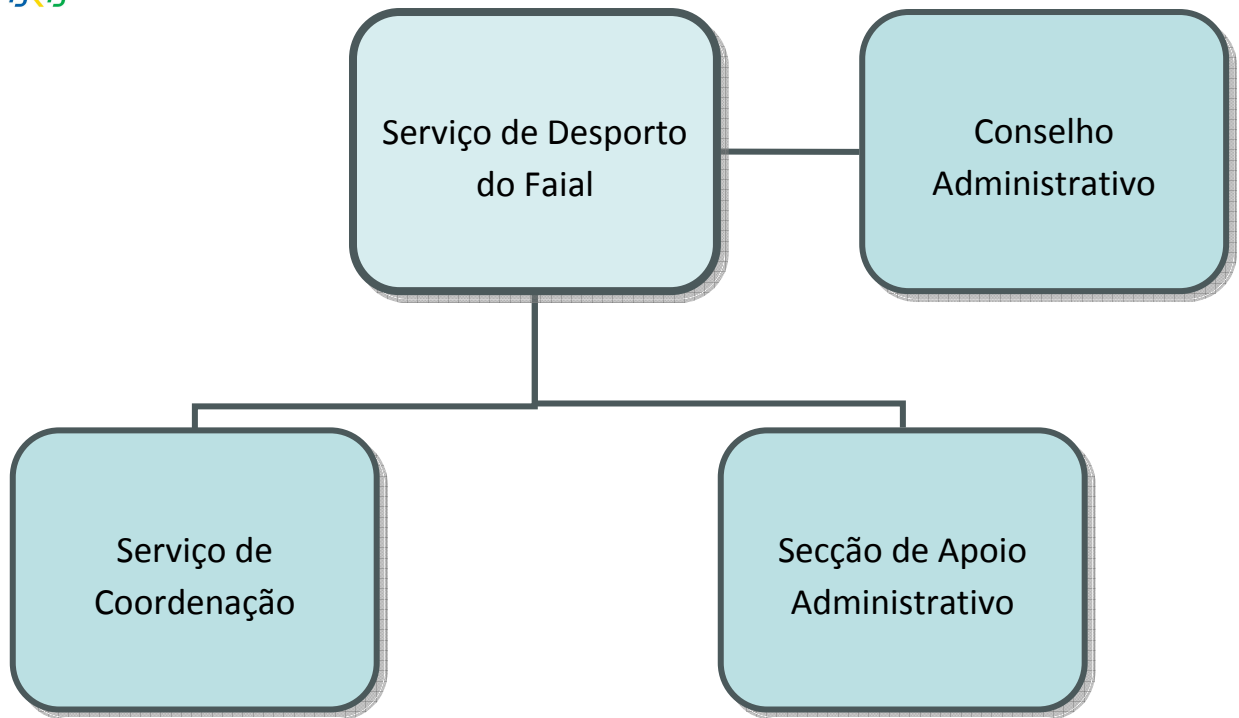 Serviço de Desporto
do Faial
Conselho
Administrativo
Serviço de
Coordenação
Secção de Apoio
Administrativo